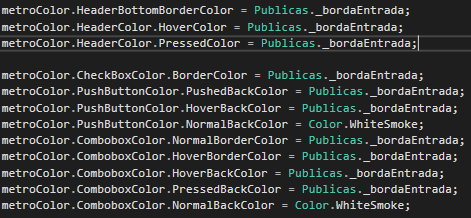 metroColor.HeaderBottomBorderColor = Publicas._bordaEntrada;
metroColor.HeaderColor.HoverColor = Publicas._bordaEntrada;
metroColor.HeaderColor.PressedColor = Publicas._bordaEntrada;
metroColor.CheckBoxColor.BorderColor = Publicas._bordaEntrada;
metroColor.PushButtonColor.PushedBackColor = Publicas._bordaEntrada;
metroColor.PushButtonColor.HoverBackColor = Publicas._bordaEntrada;
metroColor.PushButtonColor.NormalBackColor = Color.WhiteSmoke;
metroColor.ComboboxColor.NormalBorderColor = Publicas._bordaEntrada;
metroColor.ComboboxColor.HoverBorderColor = Publicas._bordaEntrada;
metroColor.ComboboxColor.HoverBackColor = Publicas._bordaEntrada;
metroColor.ComboboxColor.PressedBackColor = Publicas._bordaEntrada;
metroColor.ComboboxColor.NormalBackColor = Color.WhiteSmoke;